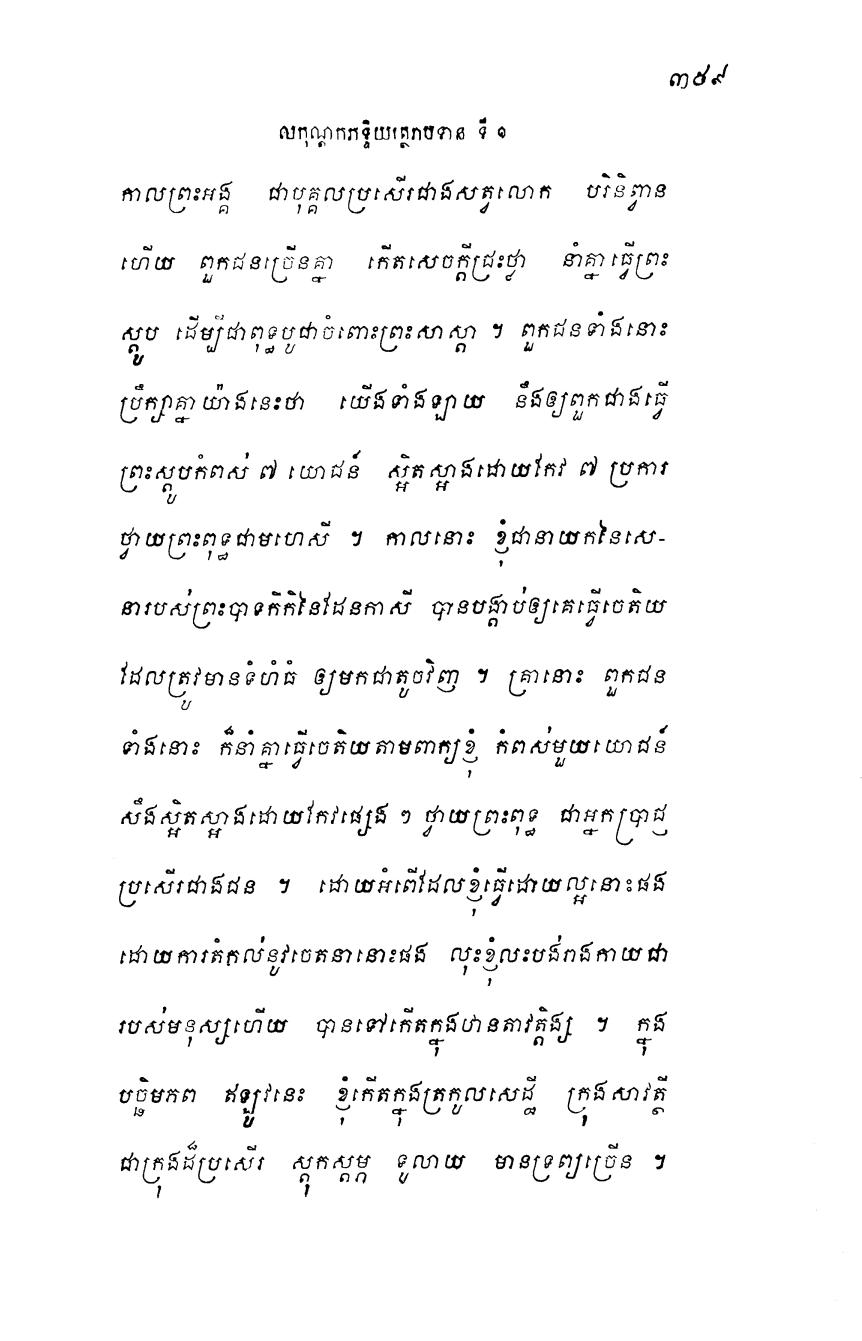 ៣៥៩
លកុណ្ដកភទ្ទិយត្ថេរាបទាន ទី ១
កាលព្រះអង្គ ជាបុគ្គលប្រសើរជាងសត្វលោក បរិនិព្វាន
ហើយ ពួកជនច្រើនគ្នា កើតសេចក្ដីជ្រះថ្លា នាំគ្នាធ្វើព្រះ
ស្តូប ដើម្បីជាពុទ្ធបូជាចំពោះព្រះសាស្តា ។ ពួកជនទាំងនោះ
ប្រឹក្សាគ្នាយ៉ាងនេះថា យើងទាំងឡាយ នឹងឲ្យពួកជាងធ្វើ
ព្រះស្តូបកំពស់ ៧ យោជន៍ ស្អិតស្អាងដោយកែវ ៧ ប្រការ
ថ្វាយព្រះពុទ្ធជាមហេសី ។ កាលនោះ ខ្ញុំជានាយកនៃសេ-
នារបស់ព្រះបាទកិកិនៃដែនកាសី បានបង្គាប់ឲ្យគេធ្វើចេតិយ
ដែលត្រូវមានទំហំធំ ឲ្យមកជាតូចវិញ ។ គ្រានោះ ពួកជន
ទាំងនោះ ក៏នាំគ្នាធ្វើចេតិយតាមពាក្យខ្ញុំ កំពស់មួយយោជន៍
សឹងស្អិតស្អាងដោយកែវផ្សេង ៗ ថ្វាយព្រះពុទ្ធ ជាអ្នកប្រាជ្ញ
ប្រសើរជាងជន ។ ដោយអំពើដែលខ្ញុំធ្វើដោយល្អនោះផង
ដោយការតំកល់នូវចេតនានោះផង លុះខ្ញុំលះបង់រាងកាយជា
របស់មនុស្សហើយ បានទៅកើតក្នុងឋានតាវត្តិង្ស ។ ក្នុង
បច្ឆិមភព ឥឡូវនេះ ខ្ញុំកើតក្នុងត្រកូលសេដ្ឋី ក្រុងសាវត្ថី
ជាក្រុងដ៏ប្រសើរ ស្តុកស្តម្ភ ទូលាយ មានទ្រព្យច្រើន ។